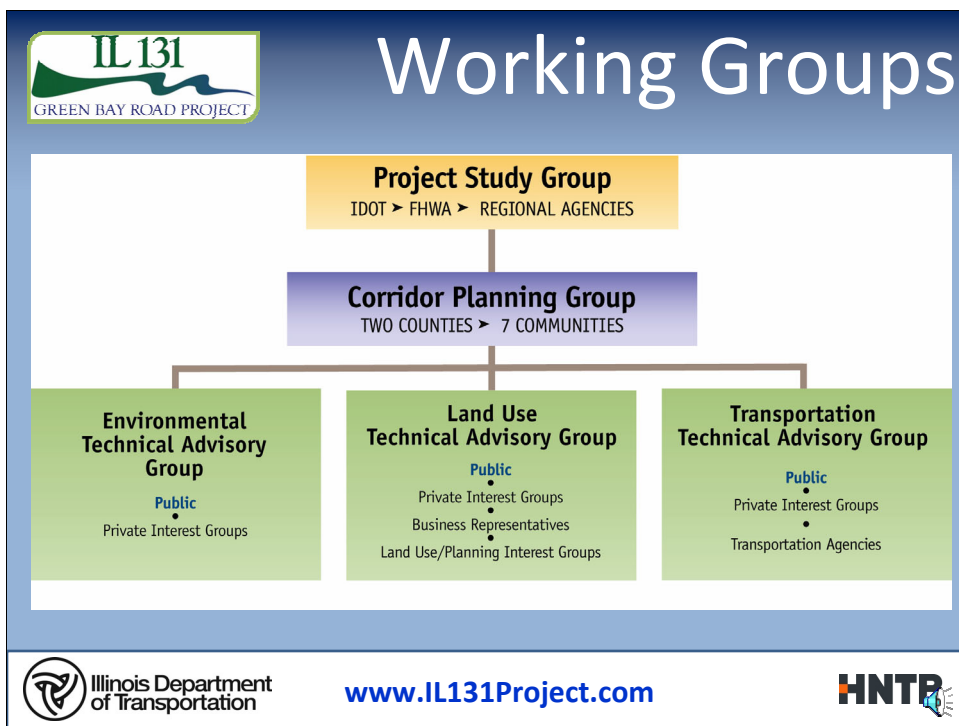 IL 131
GREEN BAY ROAD PROJECT
Working Groups
Project Study Group
IDOT ➤ FHWA ➤ REGIONAL AGENCIES
Corridor Planning Group
TWO COUNTIES ➤ 7 COMMUNITIES
Environmental
Technical Advisory
Group
Public
•
Private Interest Groups
Land Use
Technical Advisory Group
Public
•
Private Interest Groups
•
Business Representatives
•
Land Use/Planning Interest Groups
Transportation
Technical Advisory Group
Public
•
Private Interest Groups
•
Transportation Agencies
Illinois Department
of Transportation
www.IL131Project.com
HNTB